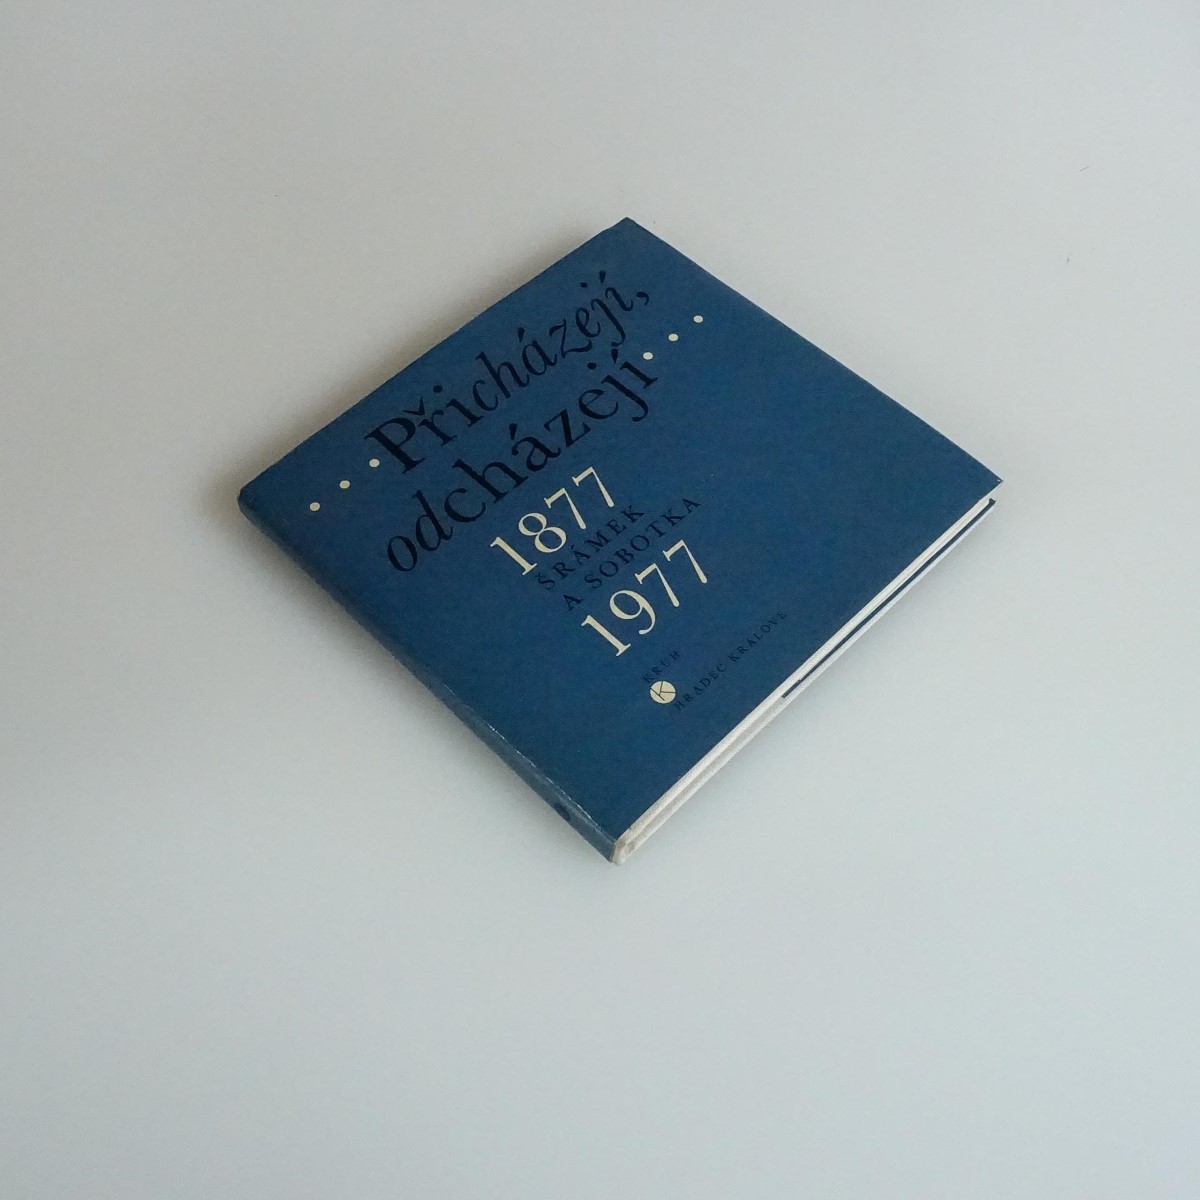 ...Přicházejí,
odcházejí...
1877
ŠRÁMEK
A SOBOTKA
1977
KRUH
K
HRADEC KRÁLOVÉ